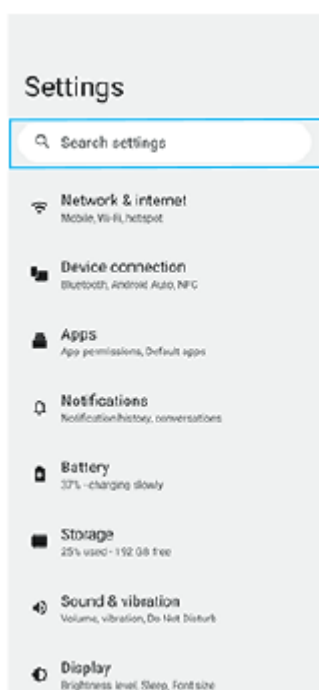 Settings
Search settings
Network & internet
Mobile, Wi-Fi, hotspot
Device connection
Bluetooth, Android Auto, NFC
Apps
App permissions, Default apps
Notifications
Notification history, conversations
Battery
37% - charging slowly
Storage
25% used - 192 GB free
Sound & vibration
Volume, vibration, Do Not Disturb
Display
Brightness level, Sleep, Font size